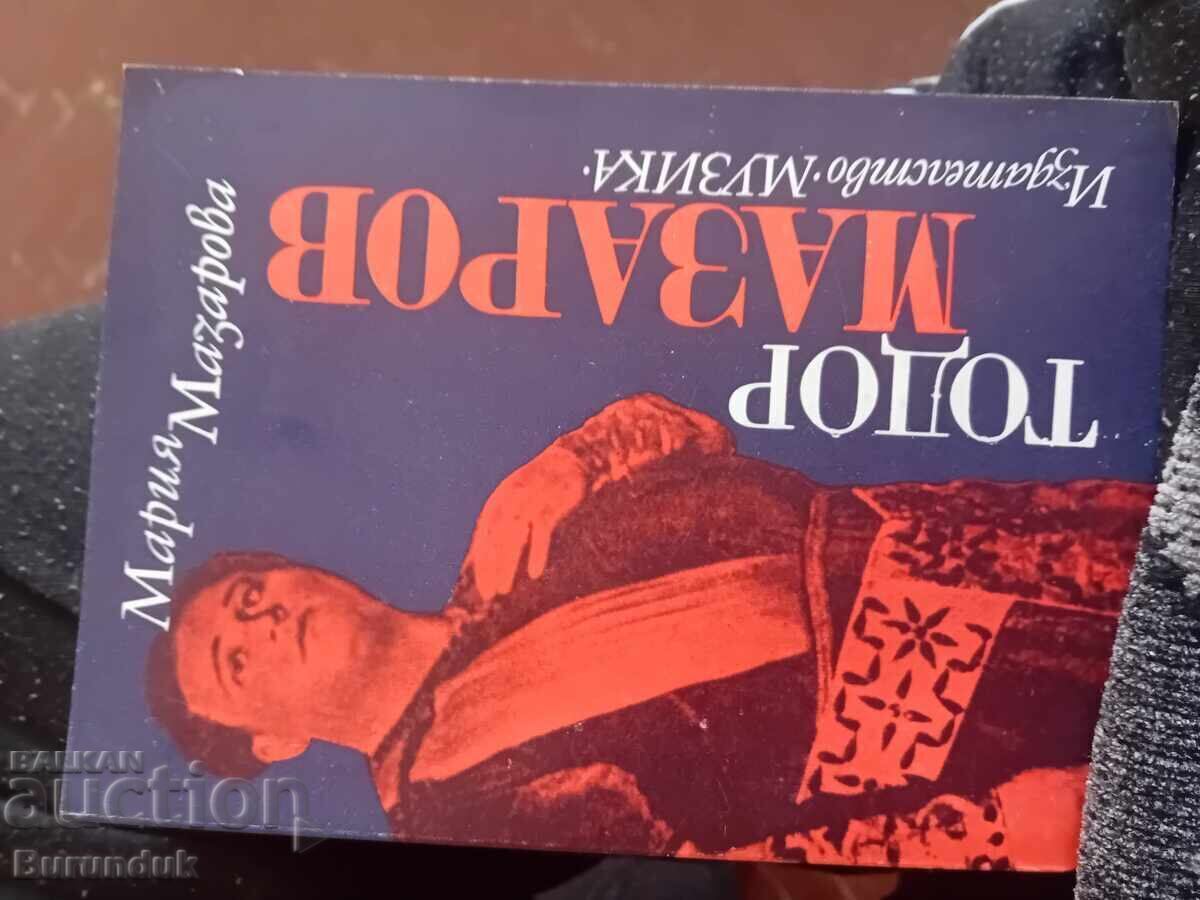 Мария
Мазарова
ТОДОР
МАЗАРОВ
Издателство·МУЗИКА·
BALKAN
auction
Burunduk